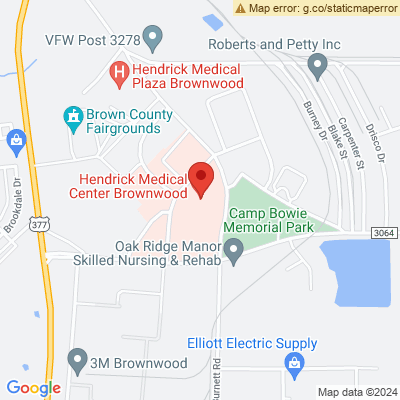 Map error: g.co/staticmaperror
VFW Post 3278
Roberts and Petty Inc
Hendrick Medical
Plaza Brownwood
Burney Dr
Carpenter St
Blake St
Drisco Dr
Brown County
Fairgrounds
Hendrick Medical
Center Brownwood
Brookdale Dr
377
Camp Bowie
Memorial Park
3064
Oak Ridge Manor
Skilled Nursing & Rehab
Elliott Electric Supply
3M Brownwood
Burnett Rd
Google
Map data ©2024